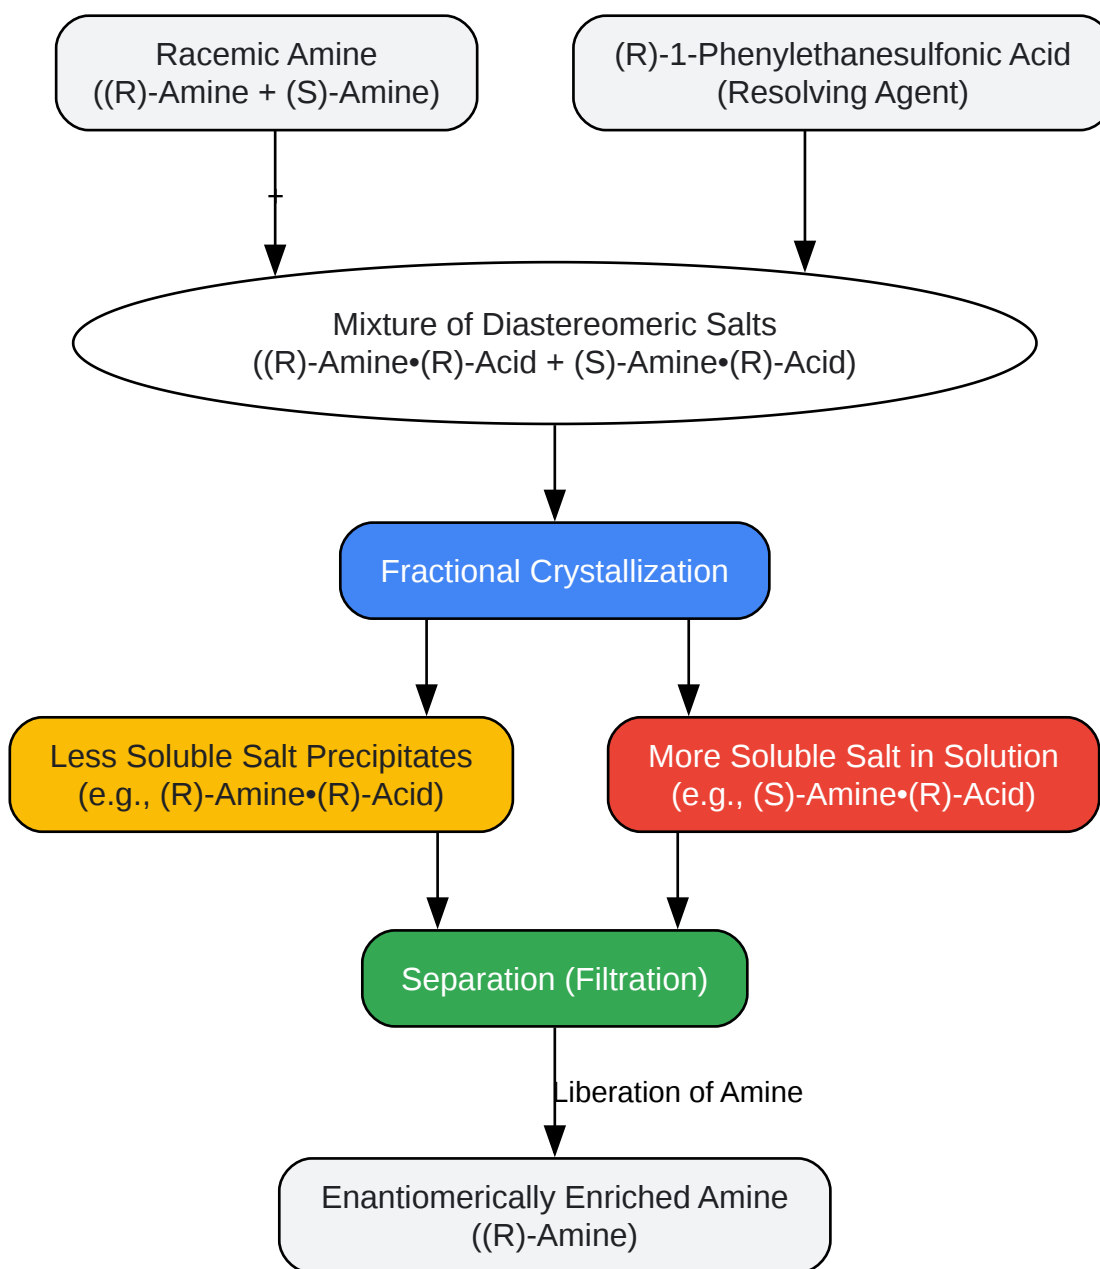 Racemic Amine
((R)-Amine + (S)-Amine)
(R)-1-Phenylethanesulfonic Acid
(Resolving Agent)
+
Mixture of Diastereomeric Salts
((R)-Amine•(R)-Acid + (S)-Amine•(R)-Acid)
Fractional Crystallization
Less Soluble Salt Precipitates
(e.g., (R)-Amine•(R)-Acid)
More Soluble Salt in Solution
(e.g., (S)-Amine•(R)-Acid)
Separation (Filtration)
Liberation of Amine
Enantiomerically Enriched Amine
((R)-Amine)